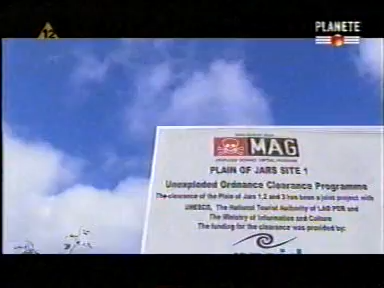 12
PLANETE
MAG
PLAIN OF JARS SITE 1
Unexploded Ordnance Clearance Programme
The clearance of the Plain of Jars 1,2 and 3 has been a joint project with
UNESCO, The National Tourist Authority of LAO PDR and
The Ministry of Information and Culture
The funding for the clearance was provided by: